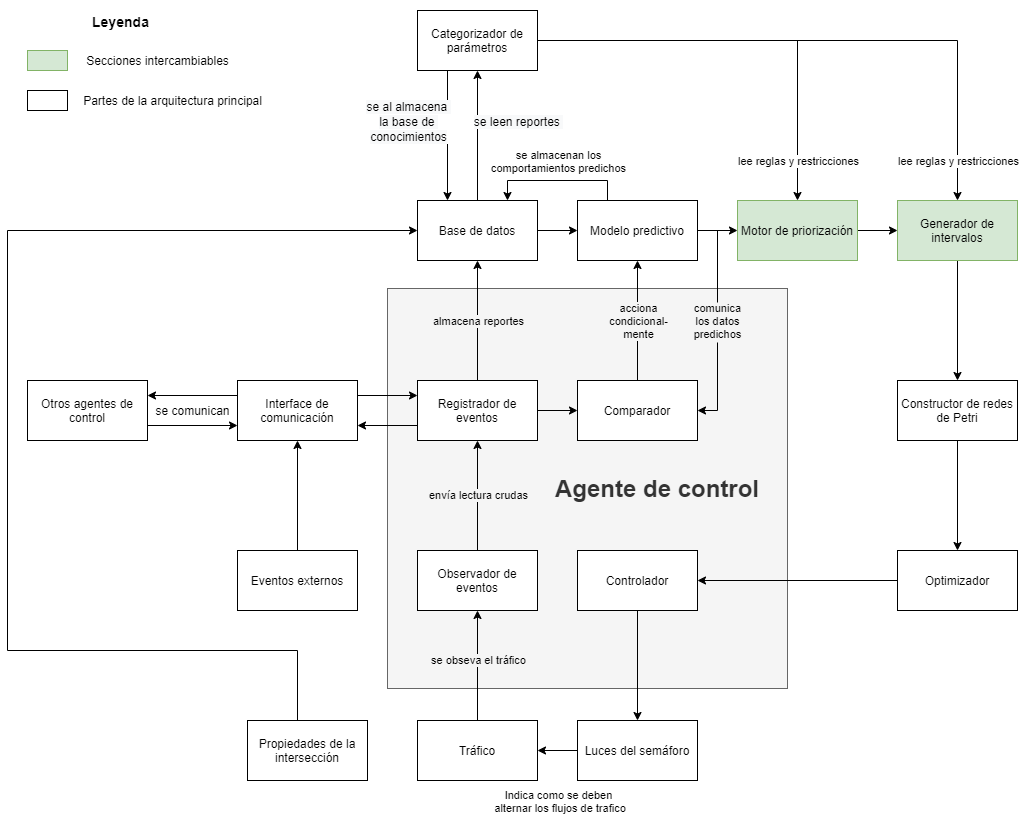 Leyenda
Secciones intercambiables
Partes de la arquitectura principal
Categorizador de
parámetros
se al almacena
la base de
conocimientos
se leen reportes
se almacenan los
comportamientos predichos
lee reglas y restricciones
lee reglas y restricciones
Base de datos
Modelo predictivo
Motor de priorización
Generador de
intervalos
almacena reportes
acciona
condicional-
mente
comunica
los datos
predichos
Otros agentes de
control
se comunican
Interface de
comunicación
Registrador de
eventos
Comparador
Constructor de redes
de Petri
envía lectura crudas
Agente de control
Eventos externos
Observador de
eventos
Controlador
Optimizador
se obseva el tráfico
Propiedades de la
intersección
Tráfico
Luces del semáforo
Indica como se deben
alternar los flujos de trafico